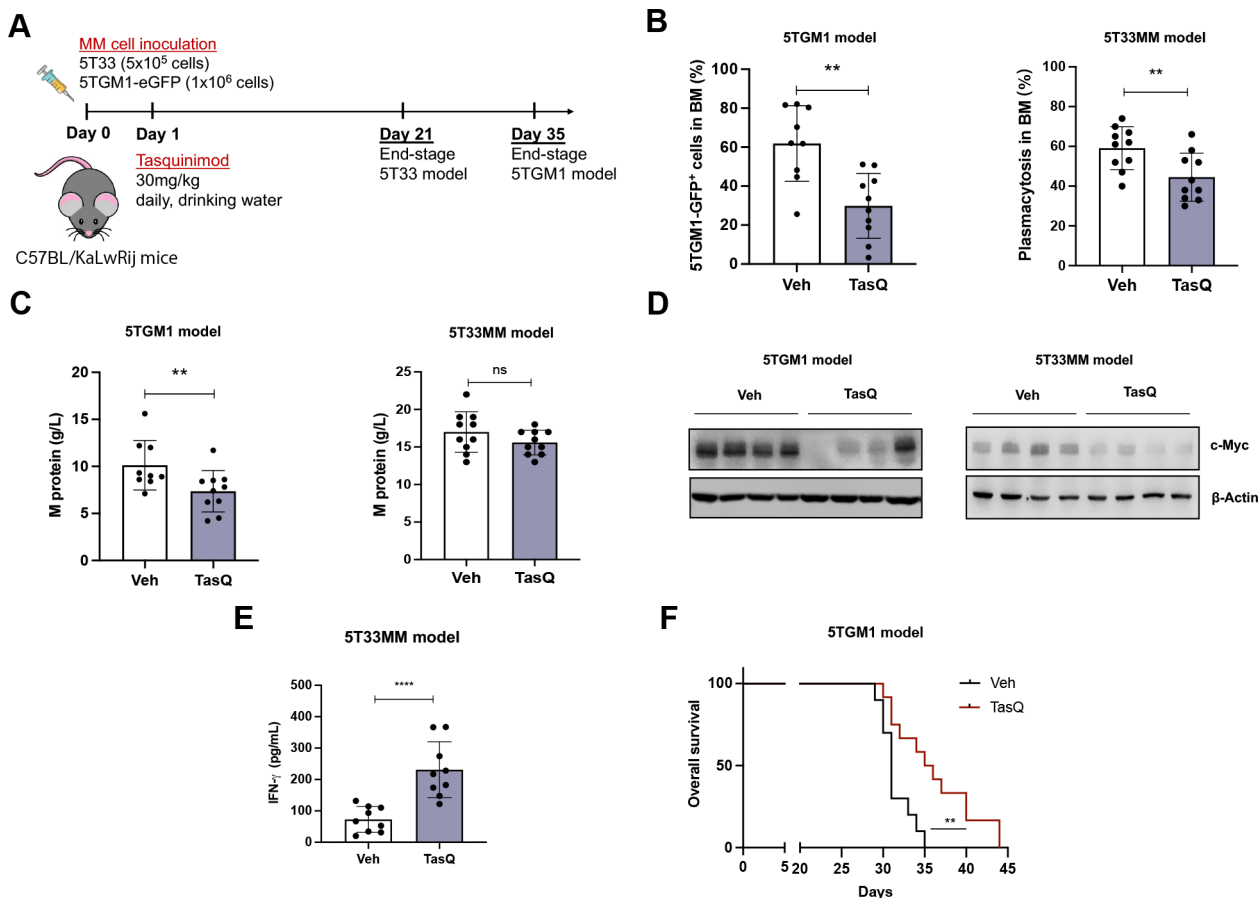 A
MM cell inoculation
5T33 (5x10⁵ cells)
5TGM1-eGFP (1x10⁶ cells)
Day 0
Day 1
Day 21
Day 35
Tasquinimod
30mg/kg
daily, drinking water
End-stage
5T33 model
End-stage
5TGM1 model
C57BL/KaLwRij mice
B
5TGM1 model
5TGM1-GFP⁺ cells in BM (%)
100
80
60
40
20
0
**
Veh
TasQ
5T33MM model
Plasmacytosis in BM (%)
100
80
60
40
20
0
**
Veh
TasQ
C
5TGM1 model
M protein (g/L)
20
15
10
5
0
**
Veh
TasQ
5T33MM model
M protein (g/L)
25
20
15
10
5
0
ns
Veh
TasQ
D
5TGM1 model
Veh
TasQ
5T33MM model
Veh
TasQ
c-Myc
β-Actin
E
5T33MM model
IFN-γ (pg/mL)
500
400
300
200
100
0
****
Veh
TasQ
F
5TGM1 model
Overall survival
100
50
0
Veh
TasQ
**
0
5
20
25
30
35
40
45
Days